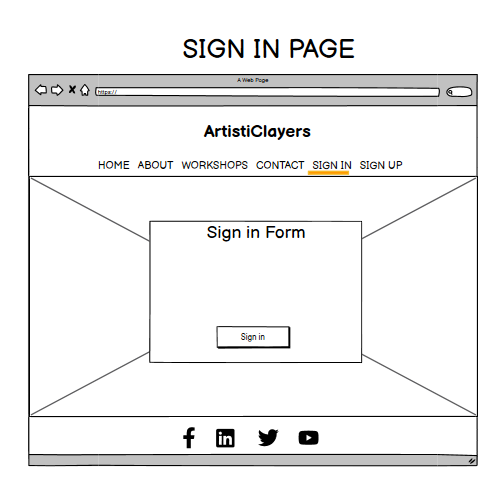 SIGN IN PAGE
A Web Page
https://
ArtistiClayers
HOME ABOUT WORKSHOPS CONTACT SIGN IN SIGN UP
Sign in Form
Sign in